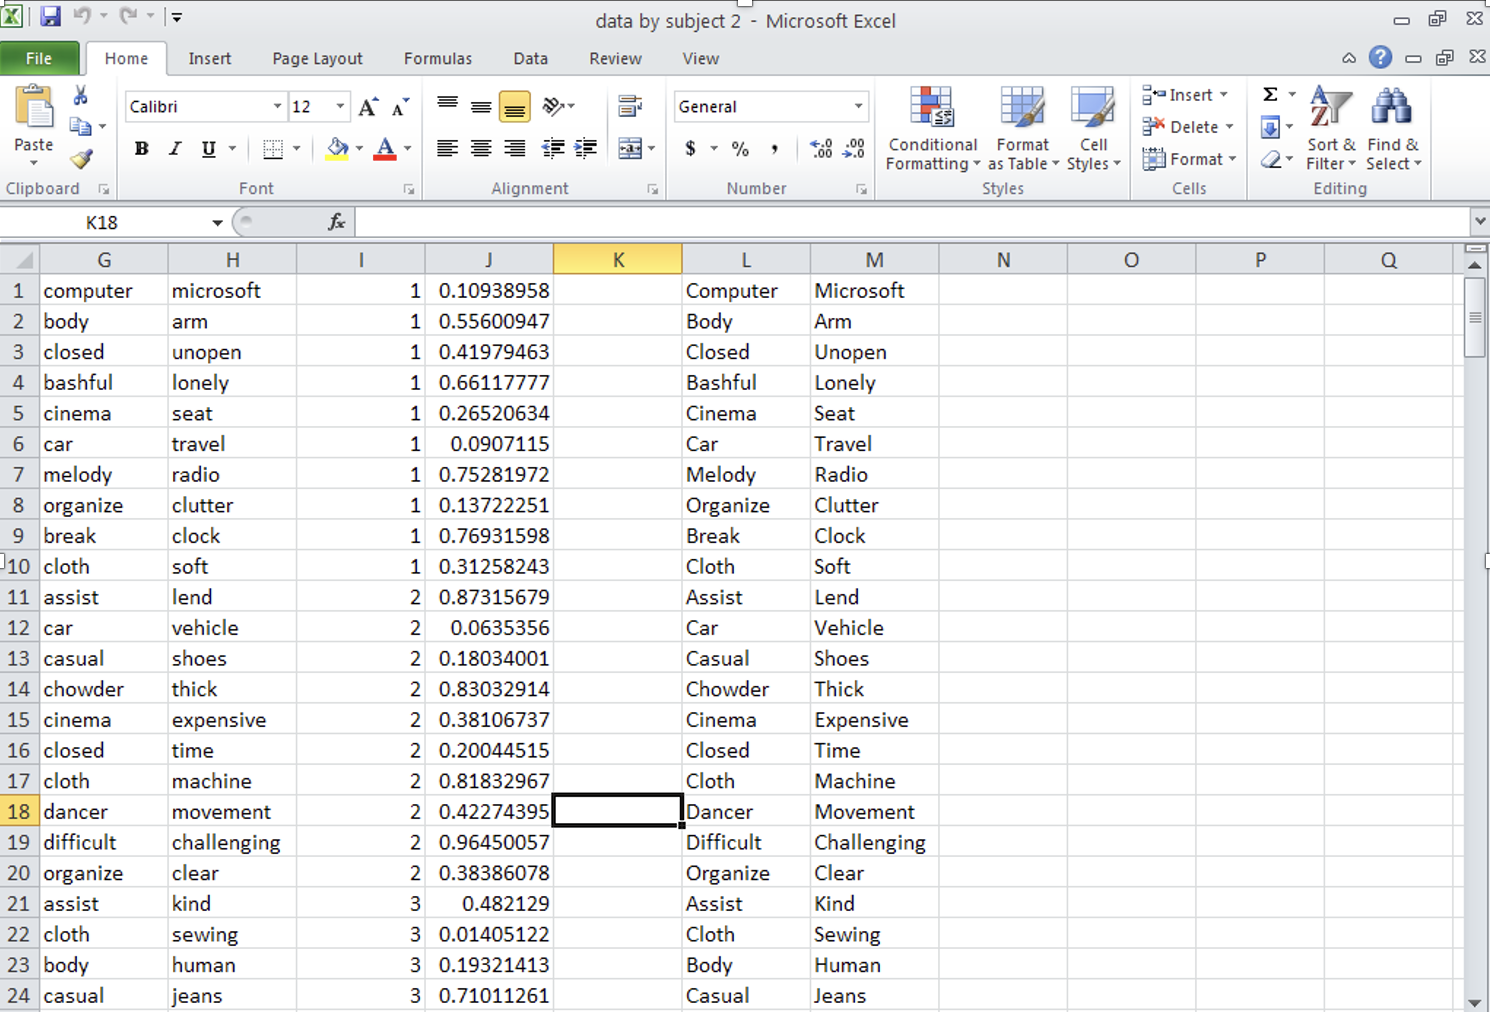 data by subject 2 - Microsoft Excel
File Home Insert Page Layout Formulas Data Review View
Calibri 12 A A General Insert
Paste B I U A $ % , .00 .00 Conditional Formatting Format as Table Cell Styles Delete Format Σ Sort & Filter Find & Select
Clipboard Font Alignment Number Styles Cells Editing
K18 fx
G H I J K L M N O P Q
1 computer microsoft 1 0.10938958 Computer Microsoft
2 body arm 1 0.55600947 Body Arm
3 closed unopen 1 0.41979463 Closed Unopen
4 bashful lonely 1 0.66117777 Bashful Lonely
5 cinema seat 1 0.26520634 Cinema Seat
6 car travel 1 0.0907115 Car Travel
7 melody radio 1 0.75281972 Melody Radio
8 organize clutter 1 0.13722251 Organize Clutter
9 break clock 1 0.76931598 Break Clock
10 cloth soft 1 0.31258243 Cloth Soft
11 assist lend 2 0.87315679 Assist Lend
12 car vehicle 2 0.0635356 Car Vehicle
13 casual shoes 2 0.18034001 Casual Shoes
14 chowder thick 2 0.83032914 Chowder Thick
15 cinema expensive 2 0.38106737 Cinema Expensive
16 closed time 2 0.20044515 Closed Time
17 cloth machine 2 0.81832967 Cloth Machine
18 dancer movement 2 0.42274395 Dancer Movement
19 difficult challenging 2 0.96450057 Difficult Challenging
20 organize clear 2 0.38386078 Organize Clear
21 assist kind 3 0.482129 Assist Kind
22 cloth sewing 3 0.01405122 Cloth Sewing
23 body human 3 0.19321413 Body Human
24 casual jeans 3 0.71011261 Casual Jeans